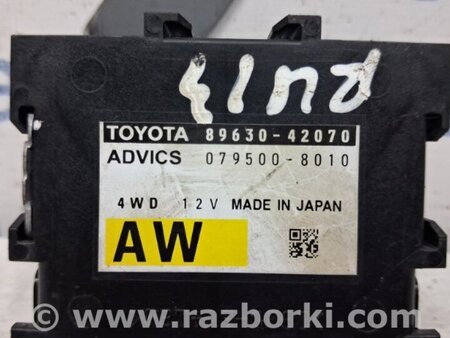 TOYOTA 89630-42070
ADVICS 079500-8010
4WD 12V MADE IN JAPAN
AW
© www.razborki.com